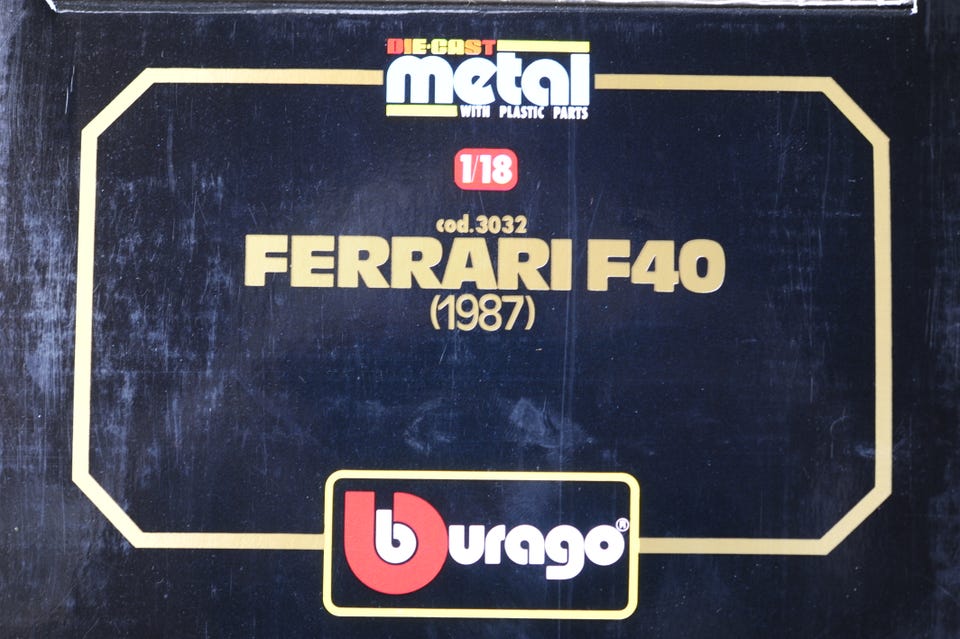 DIE·CAST
metal
WITH PLASTIC PARTS
1/18
cod.3032
FERRARI F40
(1987)
burago®